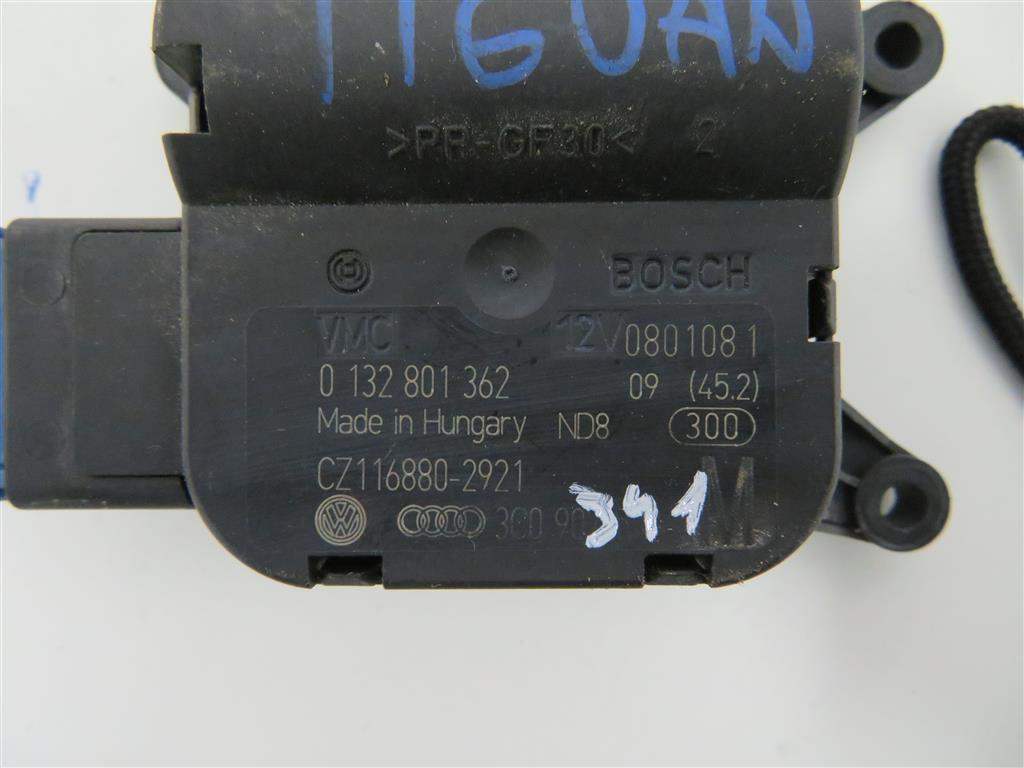 TIGUAN
>PP-GF30< 2
BOSCH
VMC 12V 0801081
0 132 801 362 09 (45.2)
Made in Hungary ND8 300
CZ116880-2921
3C0 341 M